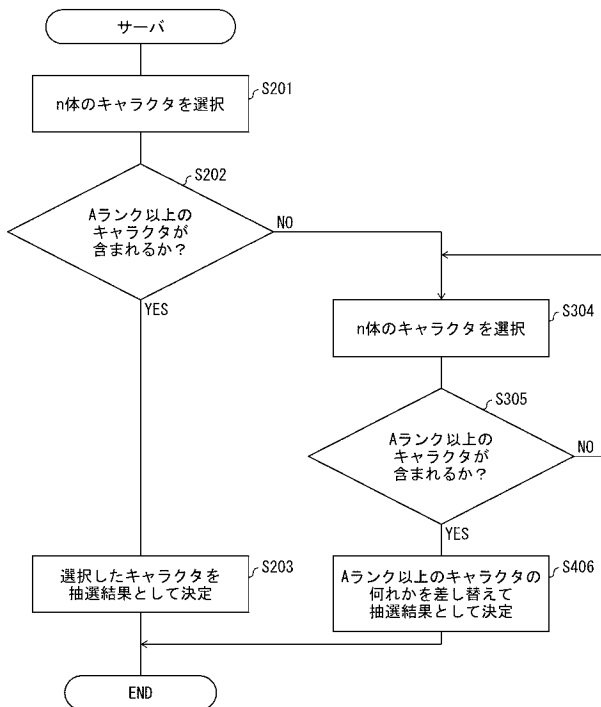 サーバ
S201
n体のキャラクタを選択
S202
Aランク以上の
キャラクタが
含まれるか？
NO
YES
S304
n体のキャラクタを選択
S305
Aランク以上の
キャラクタが
含まれるか？
NO
YES
S203
選択したキャラクタを
抽選結果として決定
S406
Aランク以上のキャラクタの
何れかを差し替えて
抽選結果として決定
END